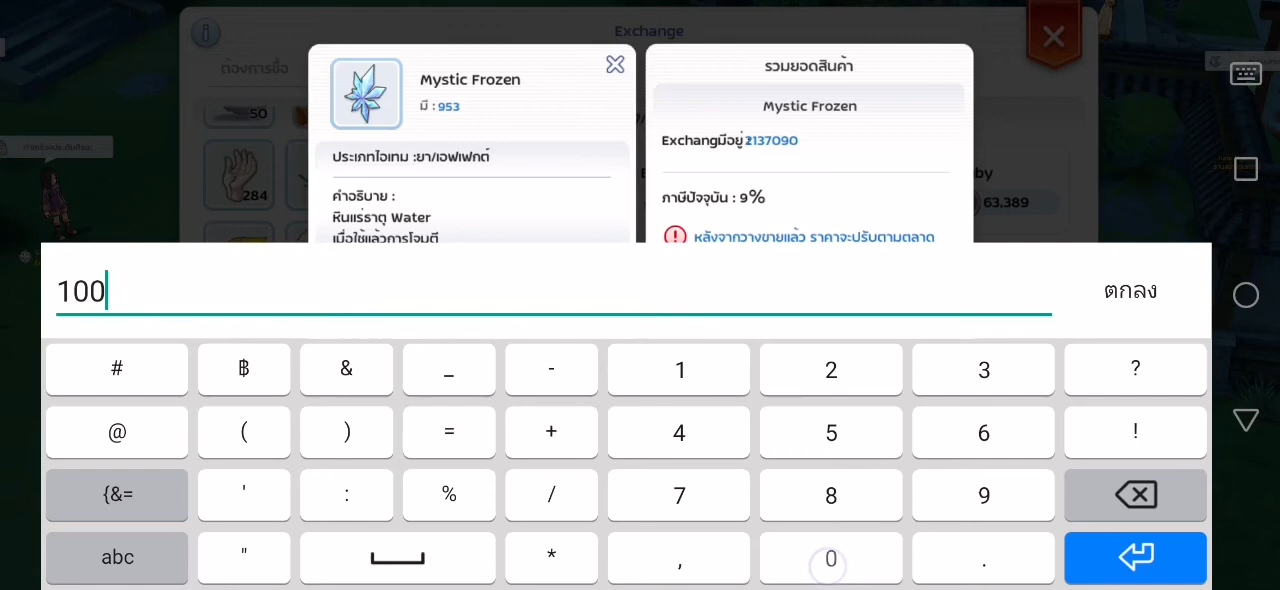 Exchange
ต้องการซื้อ
50
284
Mystic Frozen
มี : 953
ประเภทไอเทม :ยา/เอฟเฟกต์
คำอธิบาย :
หินแร่ธาตุ Water
เมื่อใช้แล้วการโจมตี
รวมยอดสินค้า
Mystic Frozen
Exchangมีอยู่ 2137090
ภาษีปัจจุบัน : 9%
หลังจากวางขายแล้ว ราคาจะปรับตามตลาด
by
63.389
100
ตกลง
# ฿ & _ - 1 2 3 ?
@ ( ) = + 4 5 6 !
{&= ' : % / 7 8 9
abc " * , 0 .